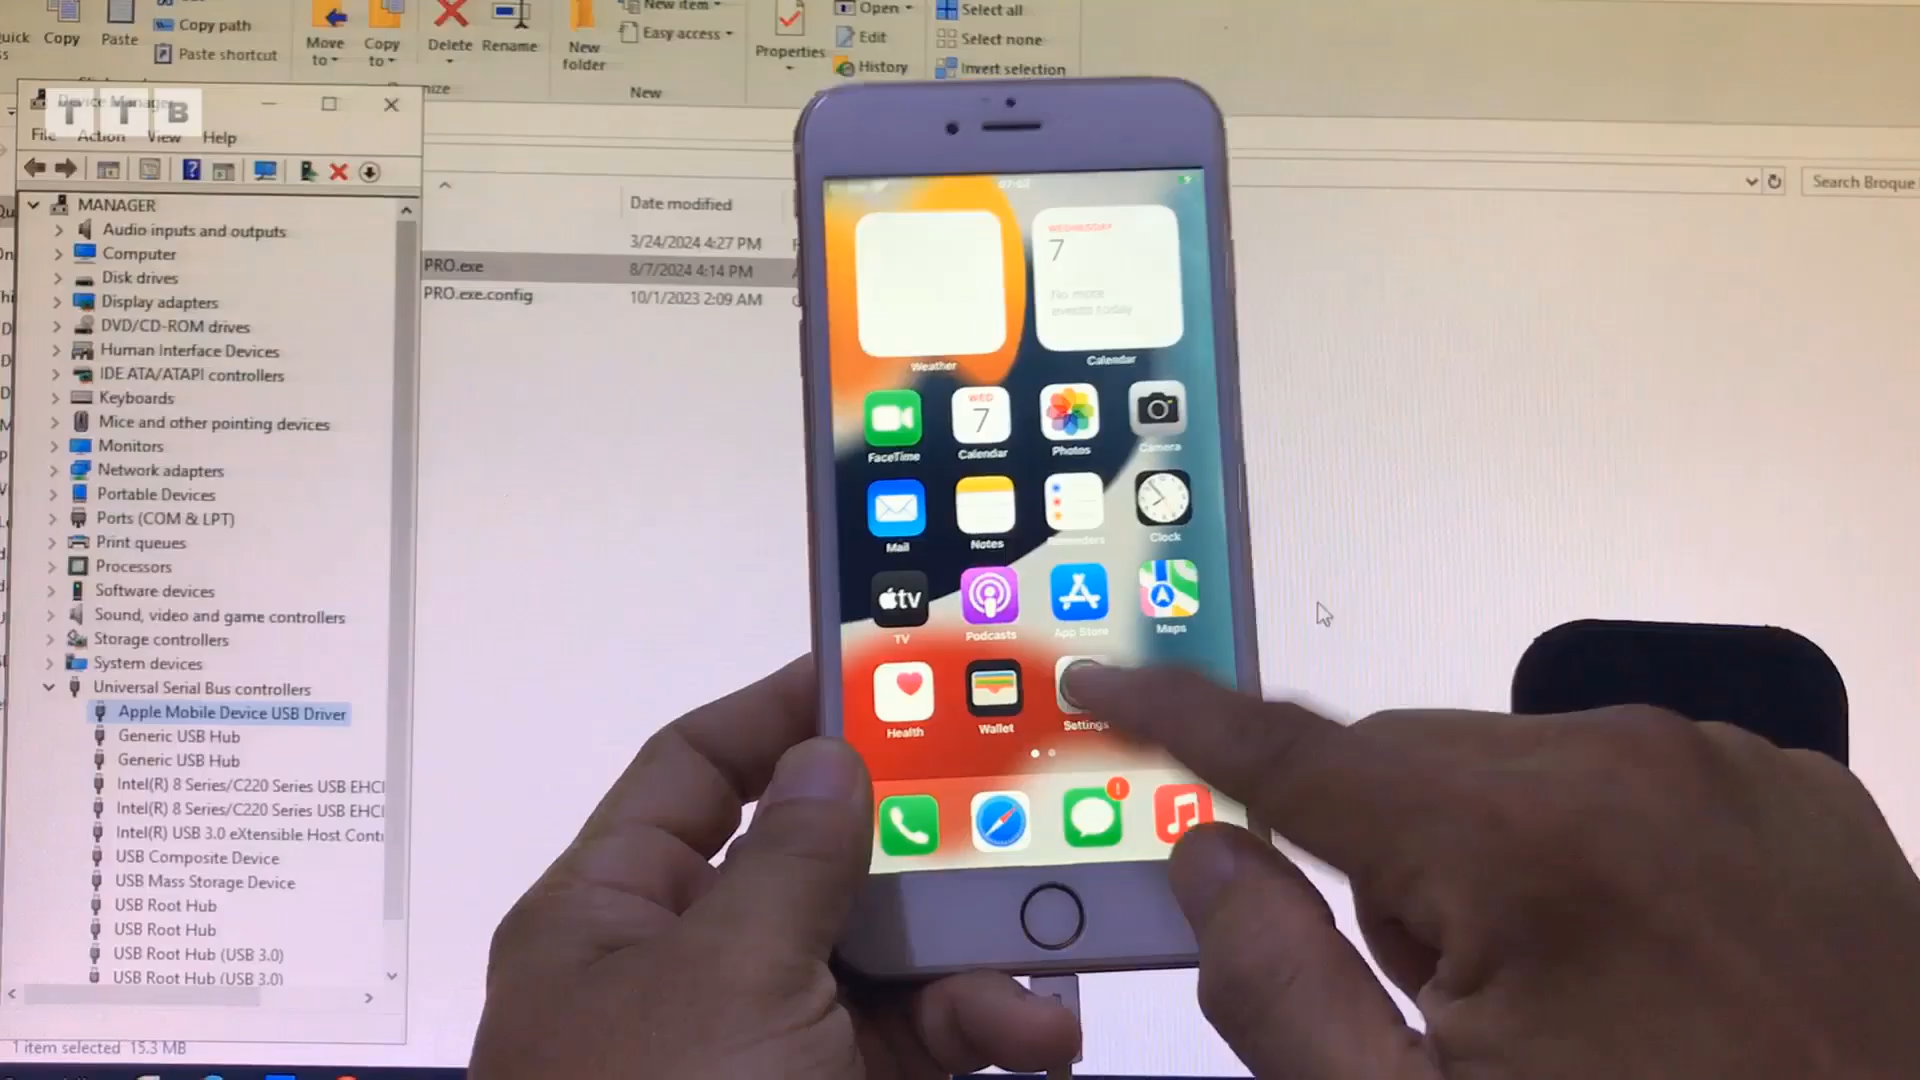 Copy
Paste
Copy path
Paste shortcut
Move
to
Copy
to
Delete
Rename
New item
Easy access
New
folder
New
Properties
Open
Edit
History
Select all
Select none
Invert selection
TTB
File
Action
View
Help
MANAGER
Audio inputs and outputs
Computer
Disk drives
Display adapters
DVD/CD-ROM drives
Human Interface Devices
IDE ATA/ATAPI controllers
Keyboards
Mice and other pointing devices
Monitors
Network adapters
Portable Devices
Ports (COM & LPT)
Print queues
Processors
Software devices
Sound, video and game controllers
Storage controllers
System devices
Universal Serial Bus controllers
Apple Mobile Device USB Driver
Generic USB Hub
Generic USB Hub
Intel(R) 8 Series/C220 Series USB EHCI
Intel(R) 8 Series/C220 Series USB EHCI
Intel(R) USB 3.0 eXtensible Host Contr
USB Composite Device
USB Mass Storage Device
USB Root Hub
USB Root Hub
USB Root Hub (USB 3.0)
USB Root Hub (USB 3.0)
1 item selected 15.3 MB
Date modified
3/24/2024 4:27 PM
PRO.exe
8/7/2024 4:14 PM
PRO.exe.config
10/1/2023 2:09 AM
Search Broque
WEDNESDAY
7
No more
events today
Weather
Calendar
FaceTime
WED
7
Calendar
Photos
Camera
Mail
Notes
Reminders
Clock
tv
TV
Podcasts
App Store
Maps
Health
Wallet
Settings